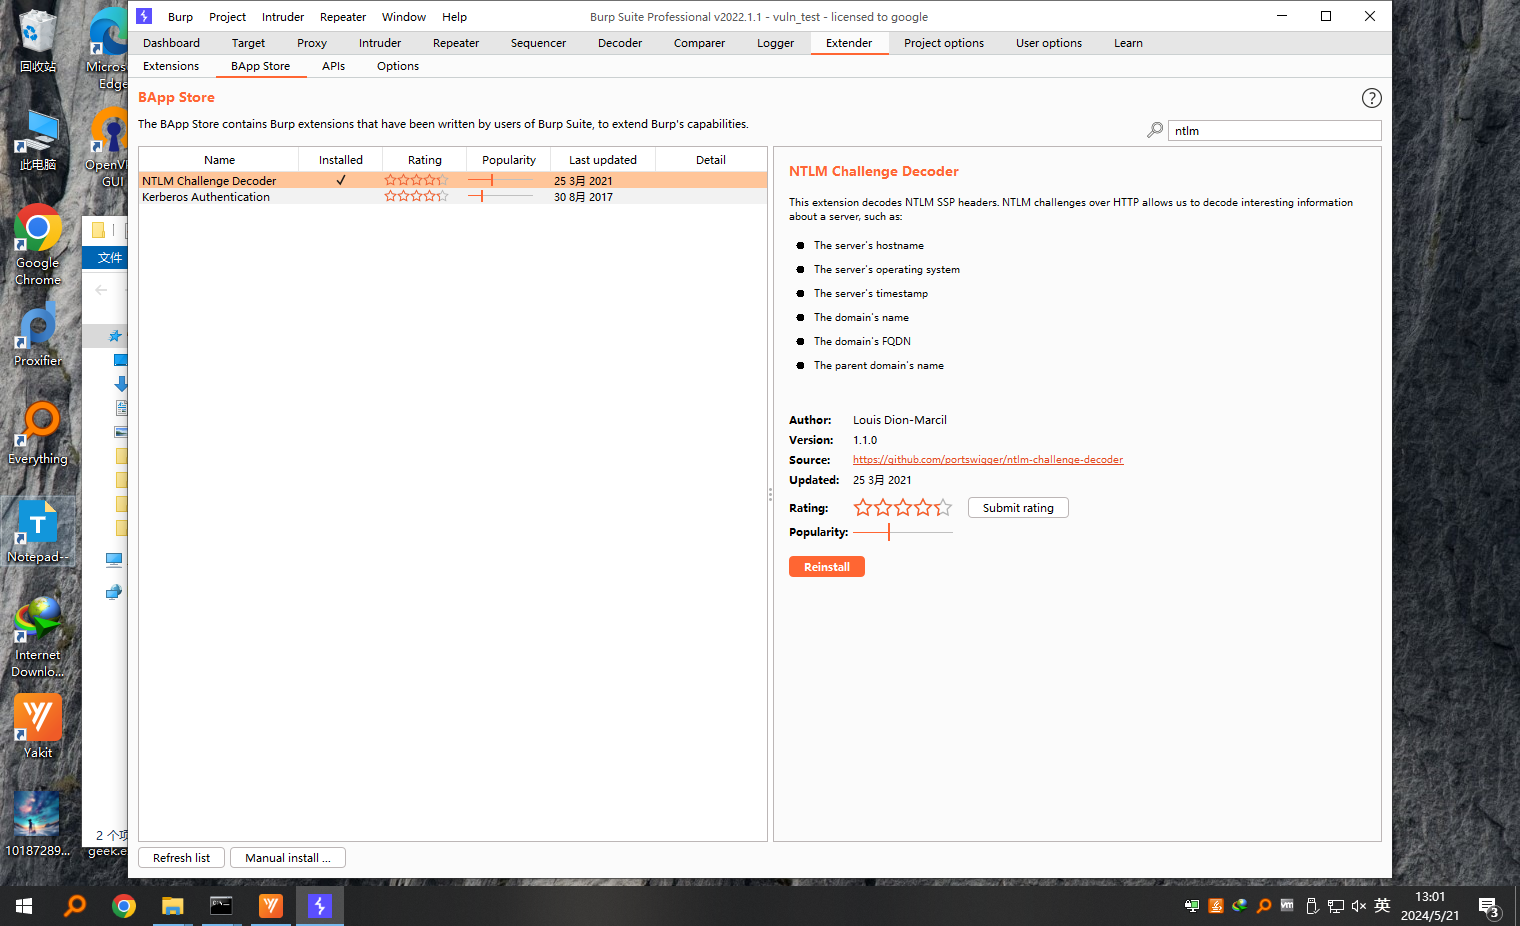 Burp Project Intruder Repeater Window Help
Burp Suite Professional v2022.1.1 - vuln_test - licensed to google
Dashboard Target Proxy Intruder Repeater Sequencer Decoder Comparer Logger Extender Project options User options Learn
Extensions BApp Store APIs Options
BApp Store
?
The BApp Store contains Burp extensions that have been written by users of Burp Suite, to extend Burp's capabilities.
ntlm
Name Installed Rating Popularity Last updated Detail
NTLM Challenge Decoder 25 3月 2021
Kerberos Authentication 30 8月 2017
NTLM Challenge Decoder
This extension decodes NTLM SSP headers. NTLM challenges over HTTP allows us to decode interesting information
about a server, such as:
The server's hostname
The server's operating system
The server's timestamp
The domain's name
The domain's FQDN
The parent domain's name
Author: Louis Dion-Marcil
Version: 1.1.0
Source: https://github.com/portswigger/ntlm-challenge-decoder
Updated: 25 3月 2021
Rating: Submit rating
Popularity:
Reinstall
Refresh list Manual install ...
回收站
Micros
Edge
此电脑
OpenV
GUI
Google
Chrome
Proxifier
Everything
T
Notepad--
Internet
Downlo...
Yakit
10187289...
geek.e
文件
2 个项
vm
英
13:01
2024/5/21
3